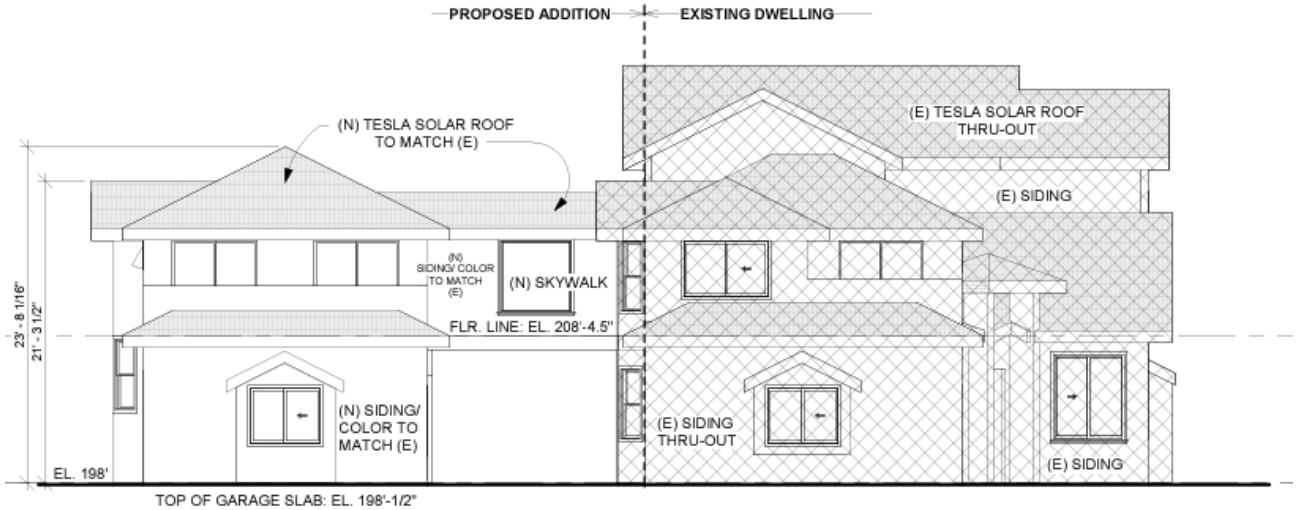 PROPOSED ADDITION
EXISTING DWELLING
(N) TESLA SOLAR ROOF
TO MATCH (E)
(E) TESLA SOLAR ROOF
THRU-OUT
(E) SIDING
(N)
SIDING/ COLOR
TO MATCH
(E)
(N) SKYWALK
FLR. LINE: EL. 208'-4.5"
23' - 8 1/16"
21' - 3 1/2"
(N) SIDING/
COLOR TO
MATCH (E)
(E) SIDING
THRU-OUT
(E) SIDING
EL. 198'
TOP OF GARAGE SLAB: EL. 198'-1/2"